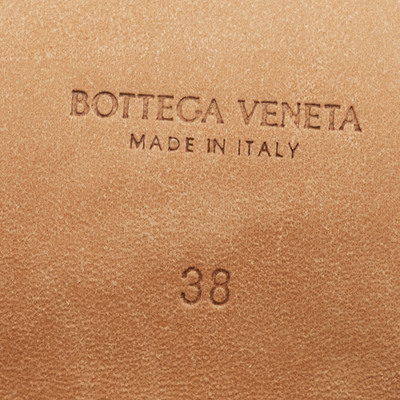 BOTTEGA VENETA
MADE IN ITALY
38